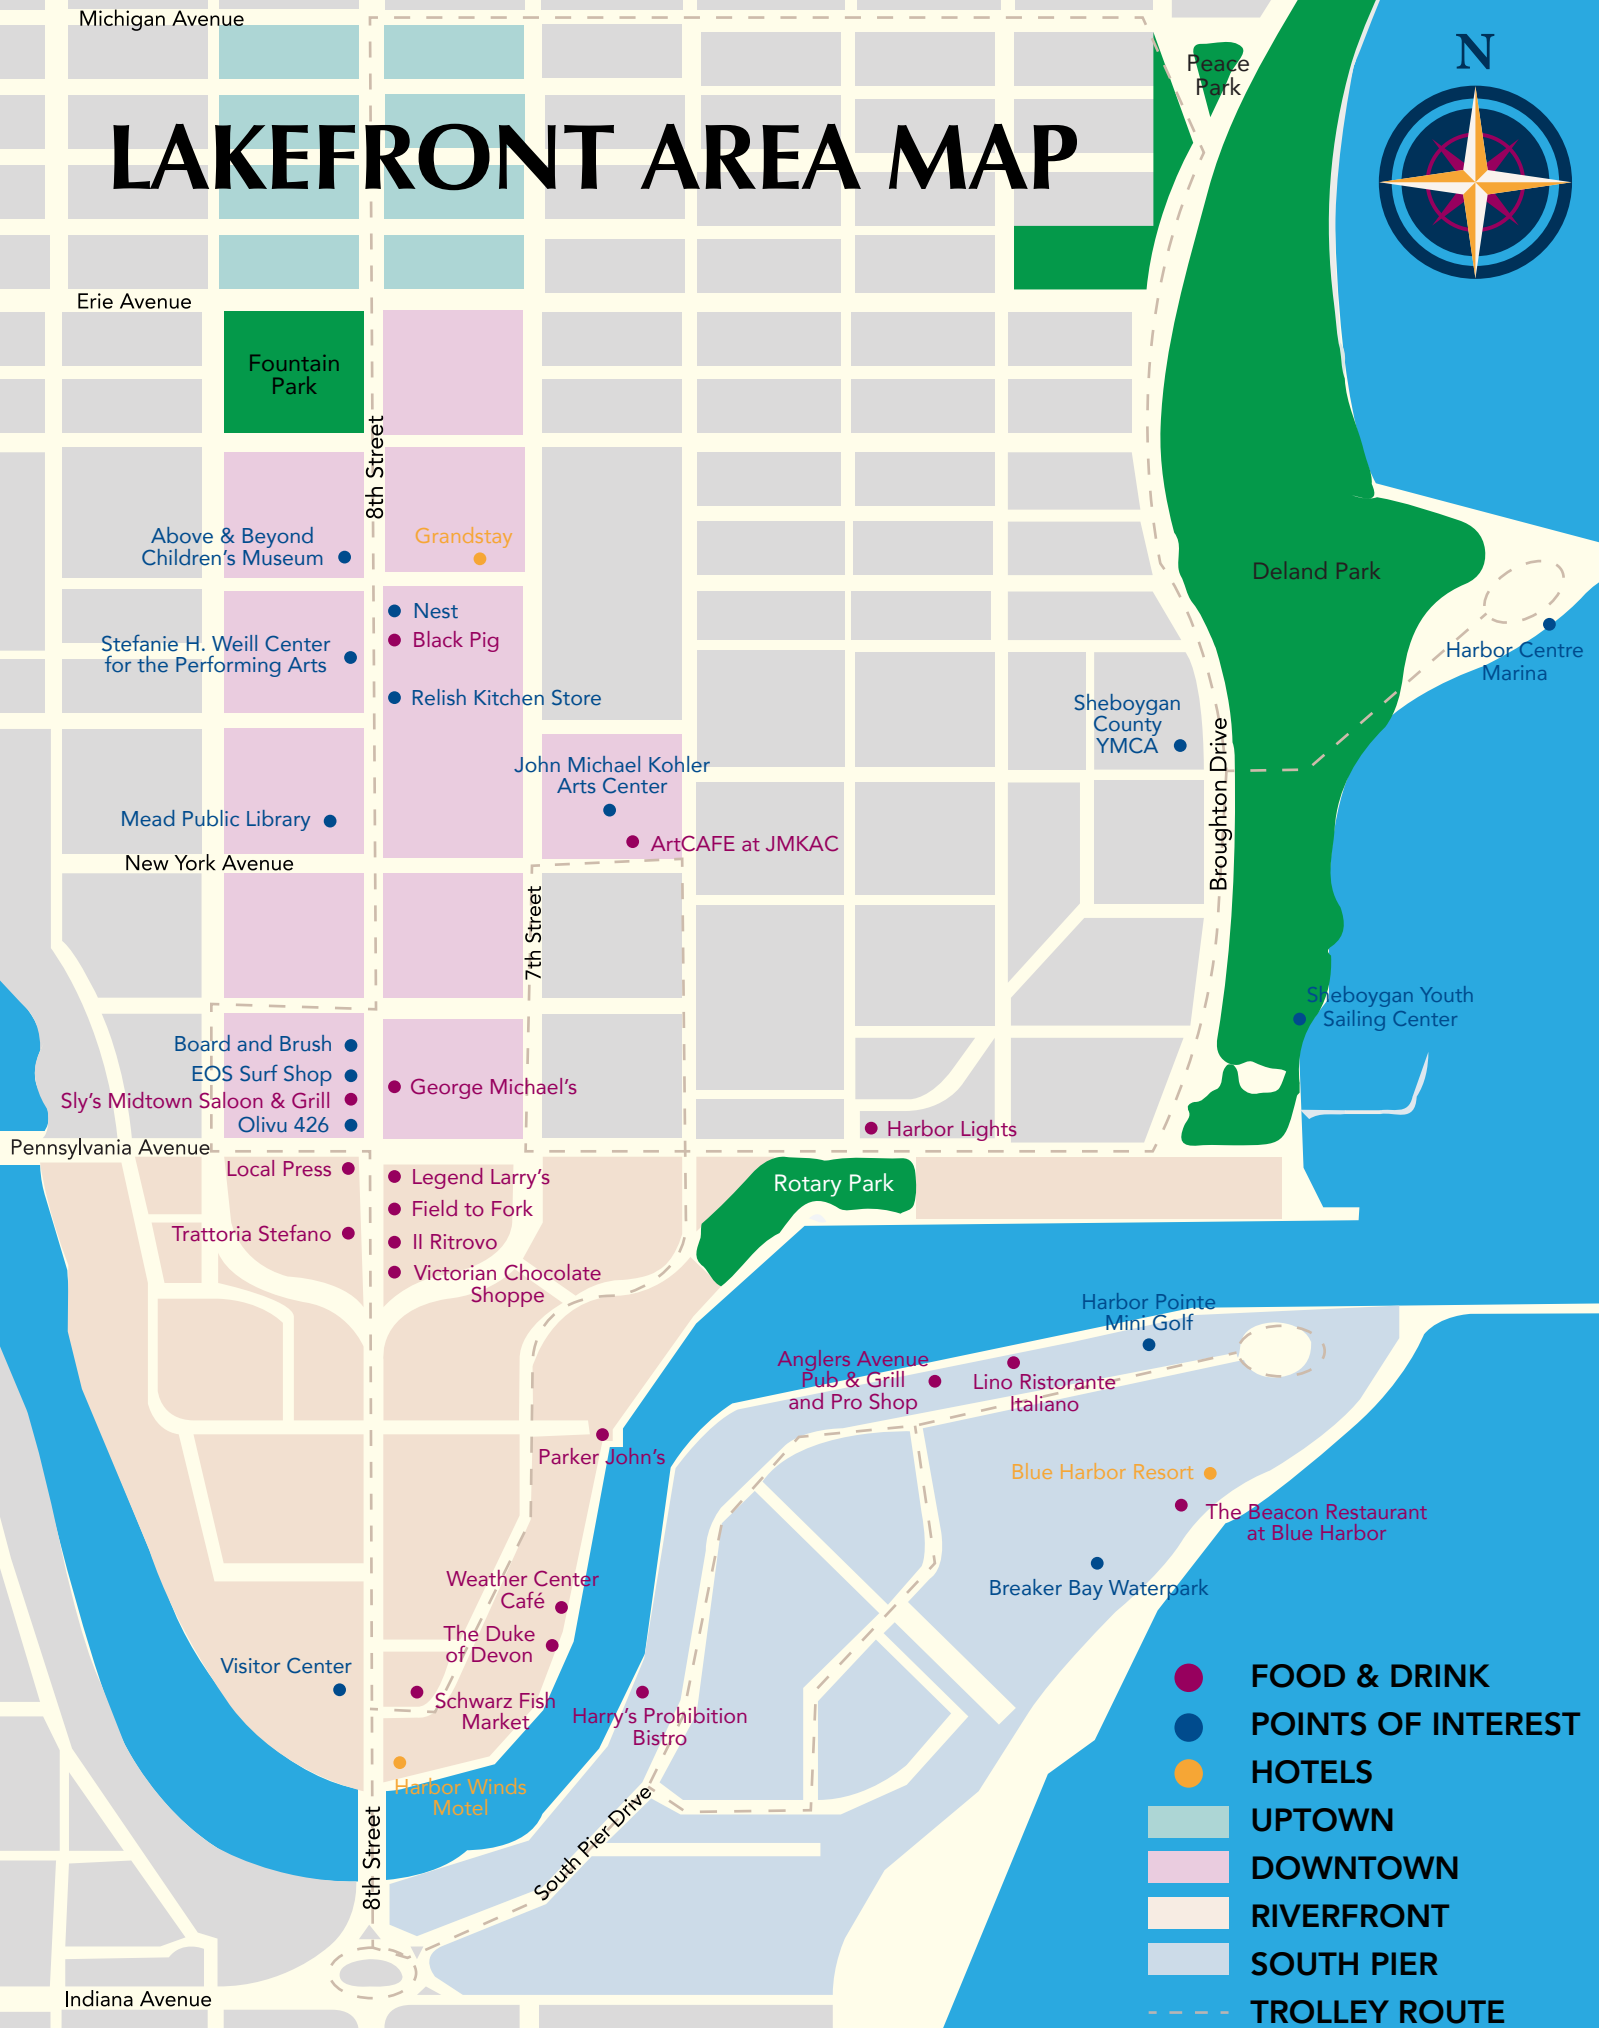 Michigan Avenue
N
Peace
Park
LAKEFRONT AREA MAP
Erie Avenue
Fountain
Park
8th Street
Above & Beyond
Children's Museum
Grandstay
Deland Park
Nest
Black Pig
Stefanie H. Weill Center
for the Performing Arts
Harbor Centre
Marina
Relish Kitchen Store
Sheboygan
County
YMCA
Broughton Drive
John Michael Kohler
Arts Center
Mead Public Library
ArtCAFE at JMKAC
New York Avenue
7th Street
Sheboygan Youth
Sailing Center
Board and Brush
EOS Surf Shop
Sly's Midtown Saloon & Grill
Olivu 426
George Michael's
Harbor Lights
Pennsylvania Avenue
Local Press
Legend Larry's
Rotary Park
Field to Fork
Trattoria Stefano
Il Ritrovo
Victorian Chocolate
Shoppe
Harbor Pointe
Mini Golf
Anglers Avenue
Pub & Grill
and Pro Shop
Lino Ristorante
Italiano
Parker John's
Blue Harbor Resort
The Beacon Restaurant
at Blue Harbor
Breaker Bay Waterpark
Weather Center
Café
The Duke
of Devon
Visitor Center
Schwarz Fish
Market
Harry's Prohibition
Bistro
Harbor Winds
Motel
8th Street
South Pier Drive
Indiana Avenue
FOOD & DRINK
POINTS OF INTEREST
HOTELS
UPTOWN
DOWNTOWN
RIVERFRONT
SOUTH PIER
TROLLEY ROUTE